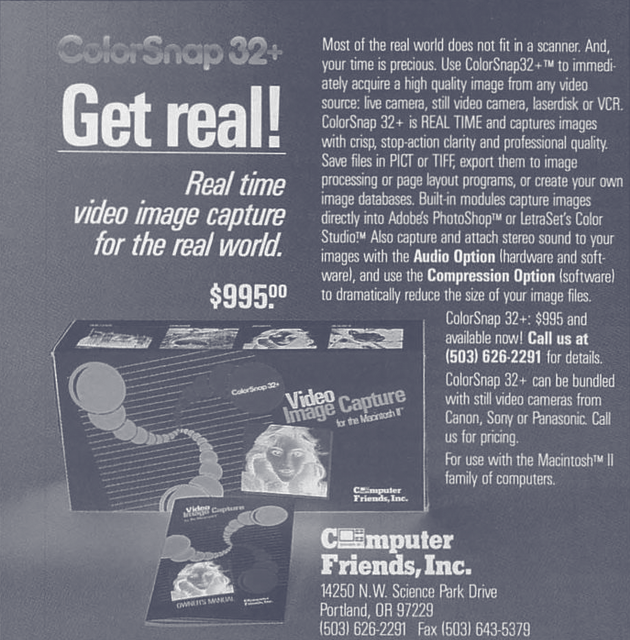 ColorSnap 32+
Get real!
Real time
video image capture
for the real world.
$995.00
Most of the real world does not fit in a scanner. And,
your time is precious. Use ColorSnap32+™ to immedi-
ately acquire a high quality image from any video
source: live camera, still video camera, laserdisk or VCR.
ColorSnap 32+ is REAL TIME and captures images
with crisp, stop-action clarity and professional quality.
Save files in PICT or TIFF, export them to image
processing or page layout programs, or create your own
image databases. Built-in modules capture images
directly into Adobe's PhotoShop™ or LetraSet's Color
Studio™ Also capture and attach stereo sound to your
images with the Audio Option (hardware and soft-
ware), and use the Compression Option (software)
to dramatically reduce the size of your image files.
ColorSnap 32+: $995 and
available now! Call us at
(503) 626-2291 for details.
ColorSnap 32+ can be bundled
with still video cameras from
Canon, Sony or Panasonic. Call
us for pricing.
For use with the Macintosh™ II
family of computers.
ColorSnap 32+
Video
Image Capture
for the Macintosh II
Computer
Friends, Inc.
Video
Image Capture
OWNER'S MANUAL
Computer
Friends, Inc.
Computer
Friends, Inc.
14250 N.W. Science Park Drive
Portland, OR 97229
(503) 626-2291 Fax (503) 643-5379